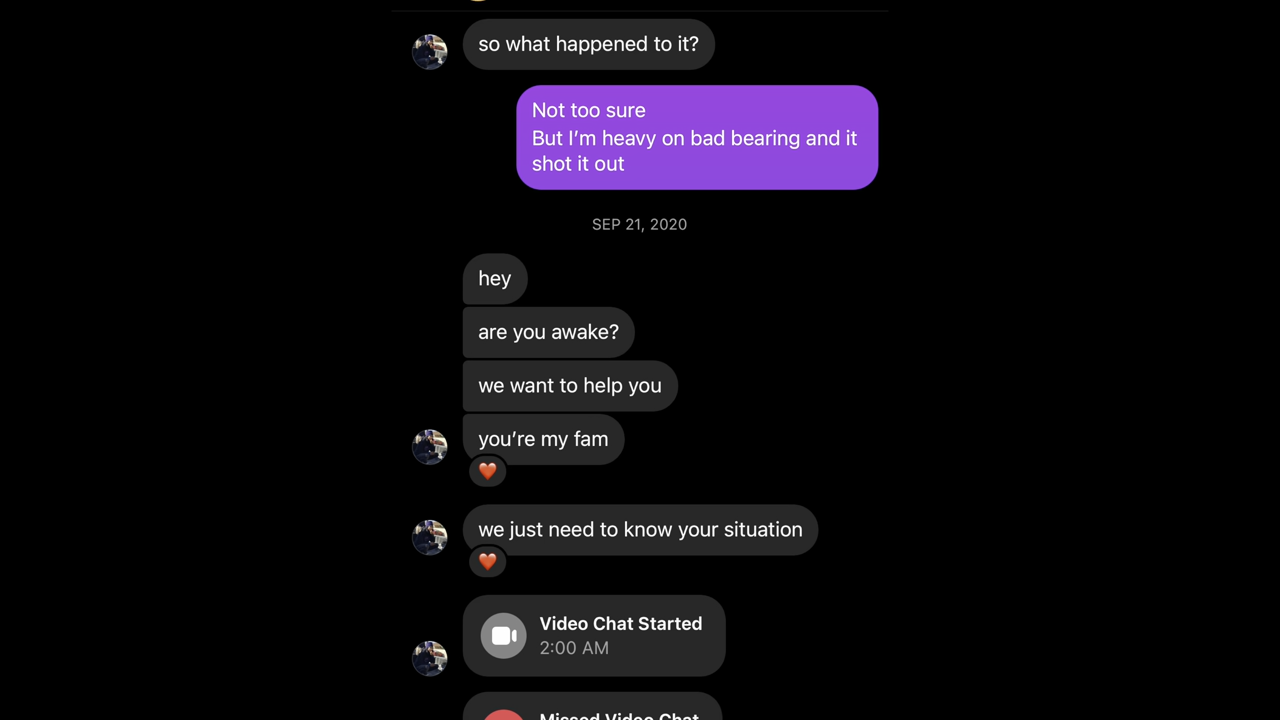 so what happened to it?
Not too sure
But I’m heavy on bad bearing and it
shot it out
SEP 21, 2020
hey
are you awake?
we want to help you
you’re my fam
we just need to know your situation
Video Chat Started
2:00 AM
Missed Video Chat